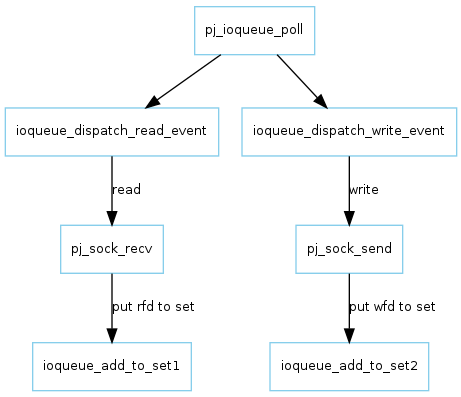 pj_ioqueue_poll
ioqueue_dispatch_read_event
ioqueue_dispatch_write_event
read
write
pj_sock_recv
pj_sock_send
put rfd to set
put wfd to set
ioqueue_add_to_set1
ioqueue_add_to_set2